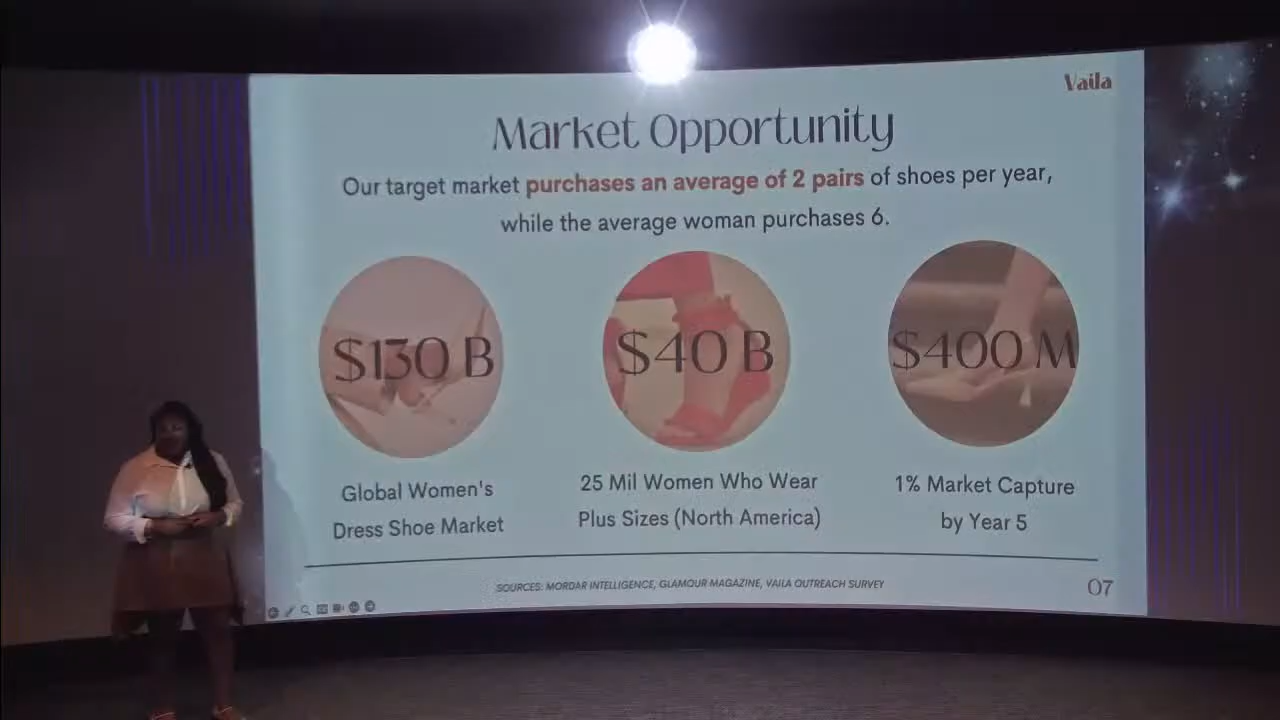 Vaila
Market Opportunity
Our target market purchases an average of 2 pairs of shoes per year,
while the average woman purchases 6.
$130 B
$40 B
$400 M
Global Women's
Dress Shoe Market
25 Mil Women Who Wear
Plus Sizes (North America)
1% Market Capture
by Year 5
SOURCES: MORDAR INTELLIGENCE, GLAMOUR MAGAZINE, VAILA OUTREACH SURVEY
07